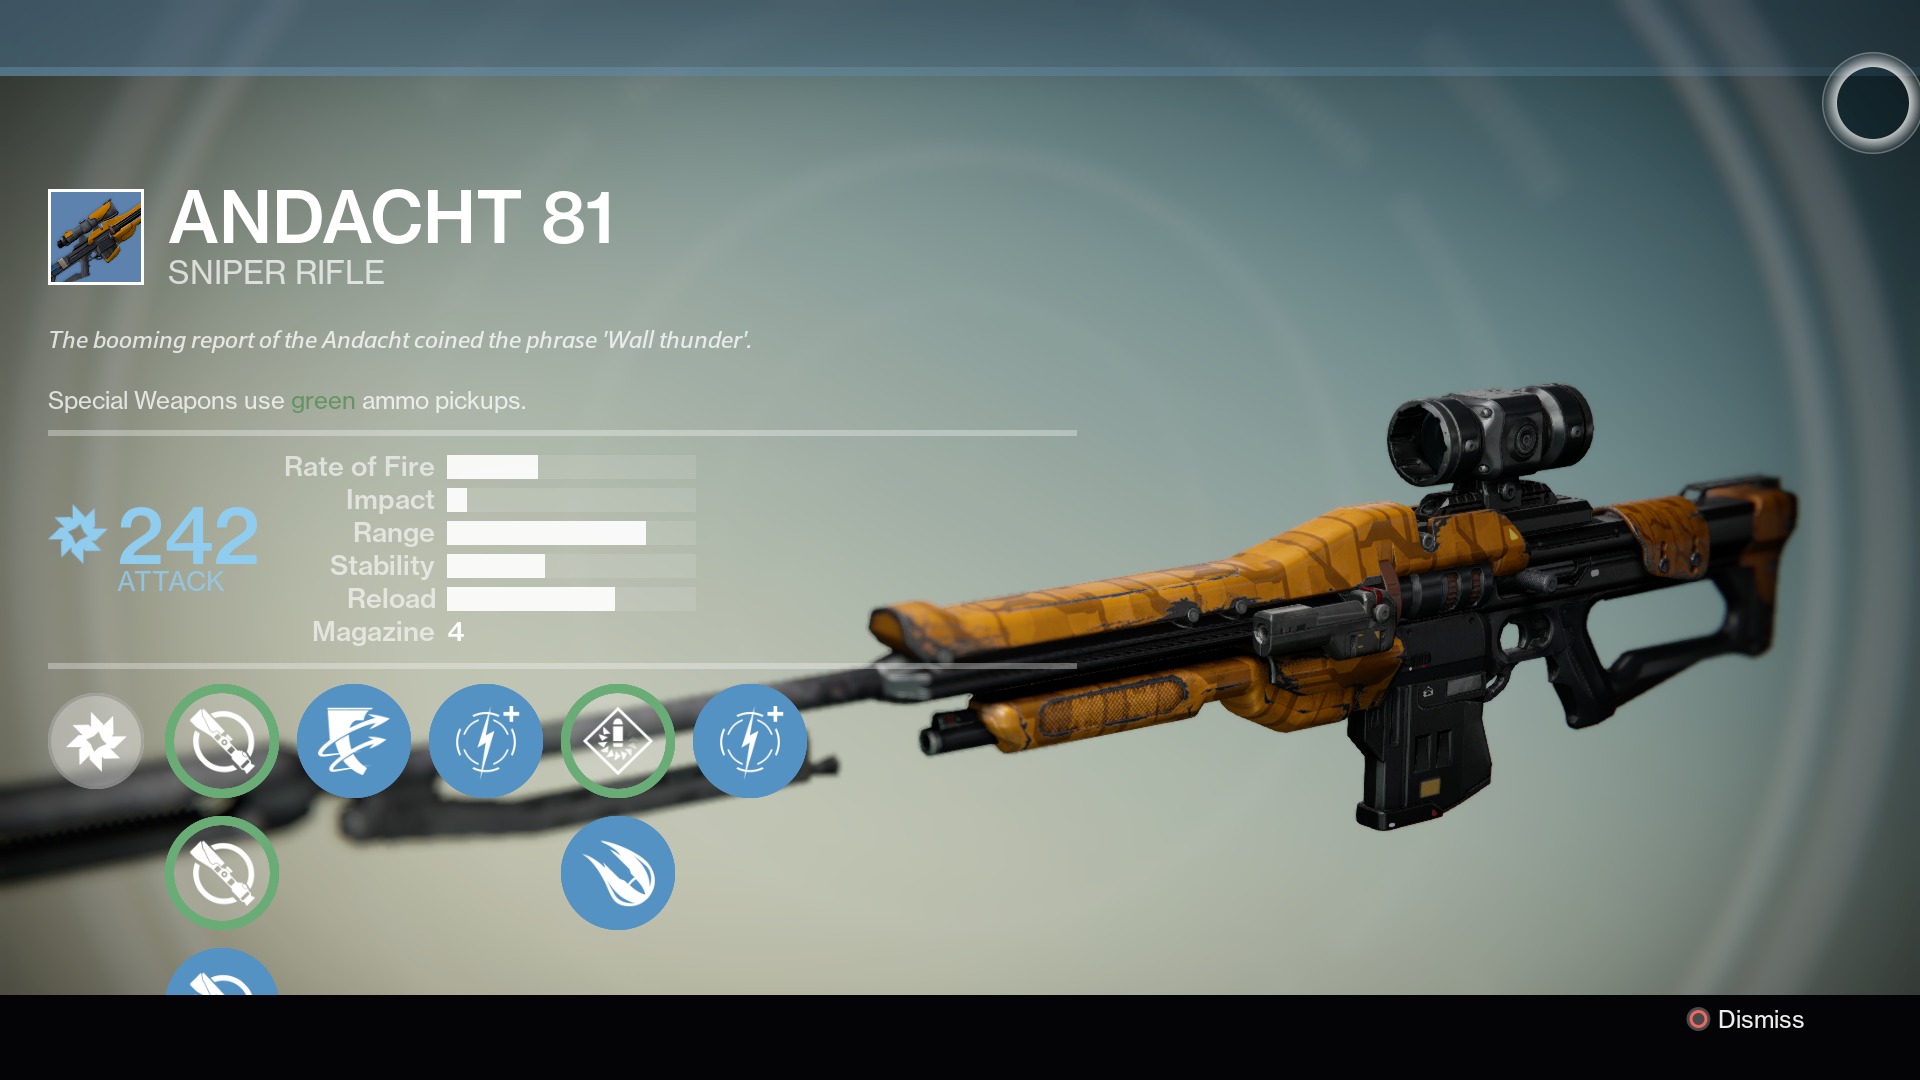 ANDACHT 81
SNIPER RIFLE
The booming report of the Andacht coined the phrase 'Wall thunder'.
Special Weapons use green ammo pickups.
242
ATTACK
Rate of Fire
Impact
Range
Stability
Reload
Magazine 4
Dismiss